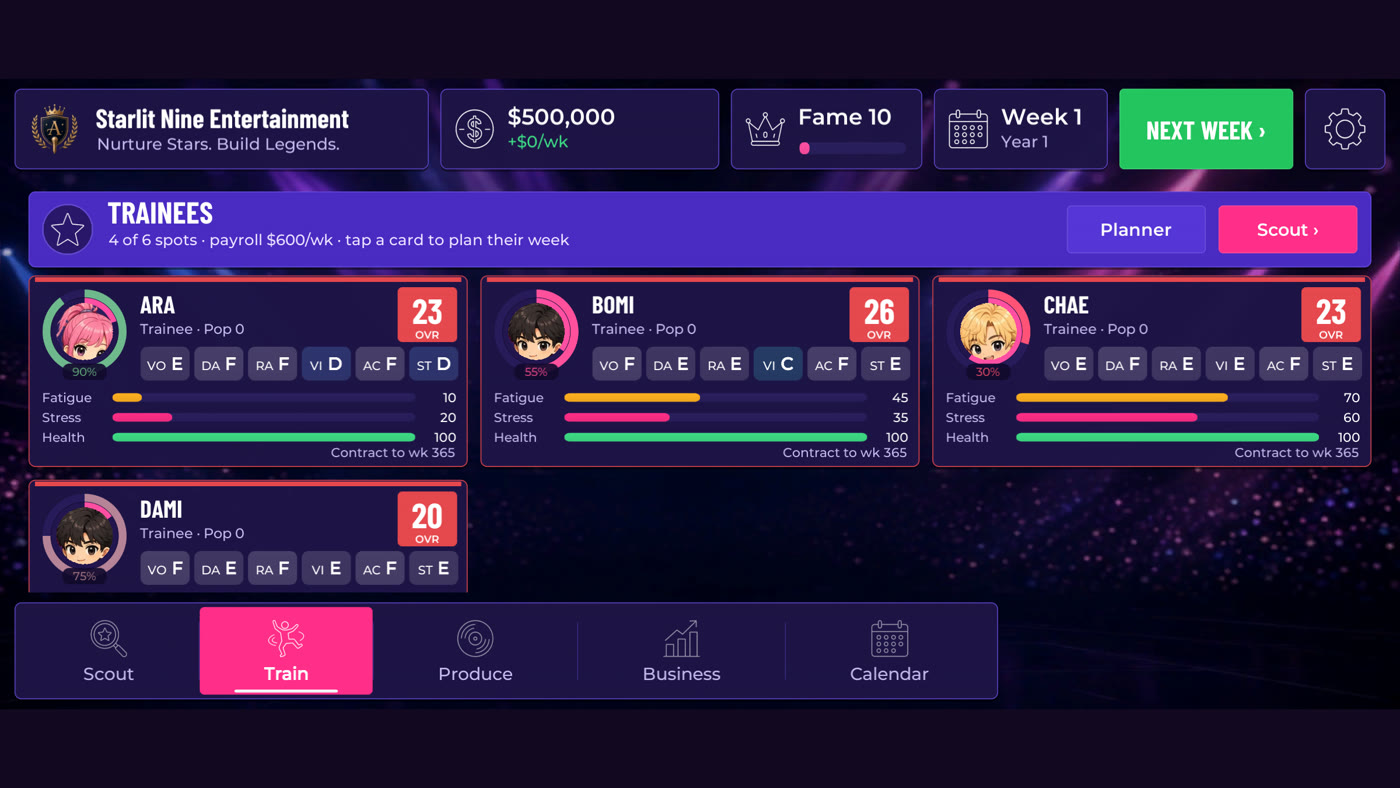 A
Starlit Nine Entertainment
Nurture Stars. Build Legends.
$
$500,000
+$0/wk
Fame 10
Week 1
Year 1
NEXT WEEK ›
TRAINEES
4 of 6 spots · payroll $600/wk · tap a card to plan their week
Planner
Scout ›
ARA
Trainee · Pop 0
23
OVR
VO E DA F RA F VI D AC F ST D
90%
Fatigue 10
Stress 20
Health 100
Contract to wk 365
BOMI
Trainee · Pop 0
26
OVR
VO F DA E RA E VI C AC F ST E
55%
Fatigue 45
Stress 35
Health 100
Contract to wk 365
CHAE
Trainee · Pop 0
23
OVR
VO E DA F RA E VI E AC F ST E
30%
Fatigue 70
Stress 60
Health 100
Contract to wk 365
DAMI
Trainee · Pop 0
20
OVR
VO F DA E RA F VI E AC F ST E
75%
Scout
Train
Produce
Business
Calendar